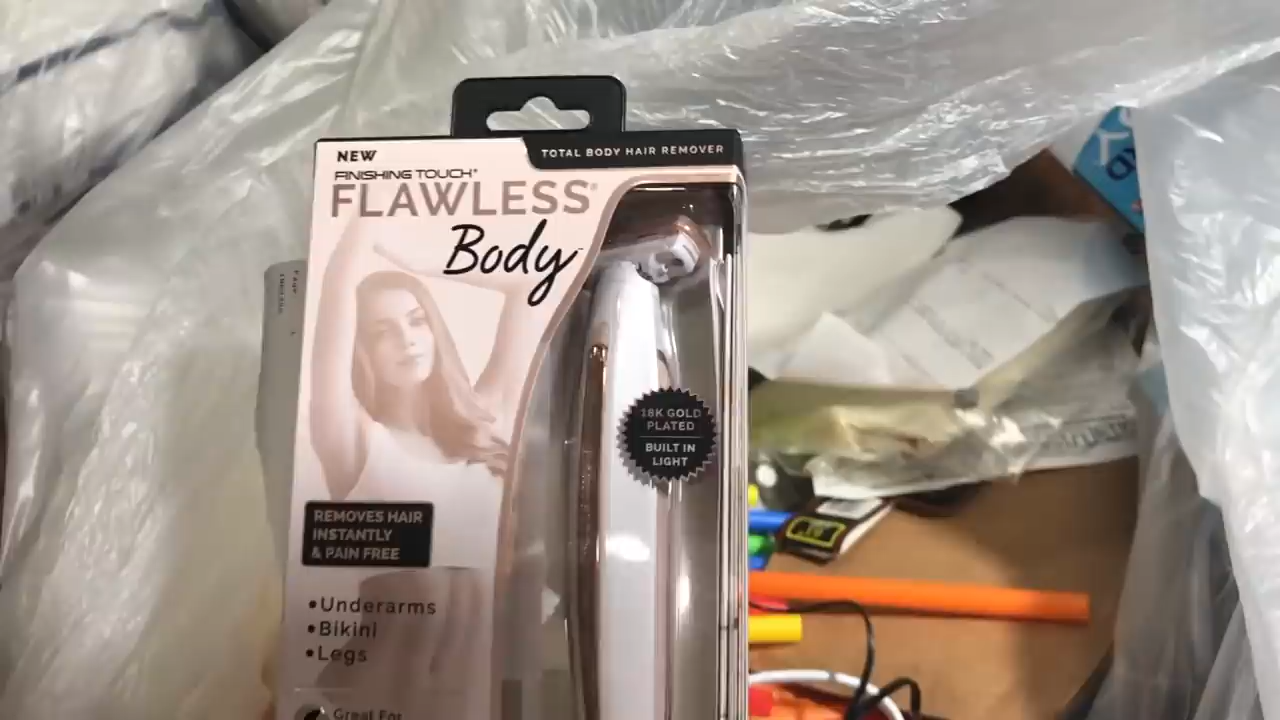 NEW
TOTAL BODY HAIR REMOVER
FINISHING TOUCH®
FLAWLESS®
Body
18K GOLD
PLATED
BUILT IN
LIGHT
REMOVES HAIR
INSTANTLY
& PAIN FREE
•Underarms
•Bikini
•Legs
Great For